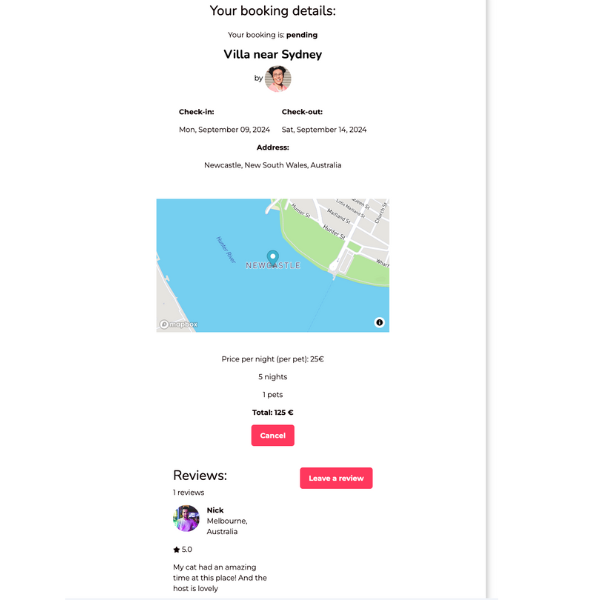 Your booking details:
Your booking is: pending
Villa near Sydney
by
Check-in:
Check-out:
Mon, September 09, 2024
Sat, September 14, 2024
Address:
Newcastle, New South Wales, Australia
Hunter St
Hunter River
NEWCASTLE
mapbox
Price per night (per pet): 25€
5 nights
1 pets
Total: 125 €
Cancel
Reviews:
Leave a review
1 reviews
Nick
Melbourne,
Australia
5.0
My cat had an amazing
time at this place! And the
host is lovely